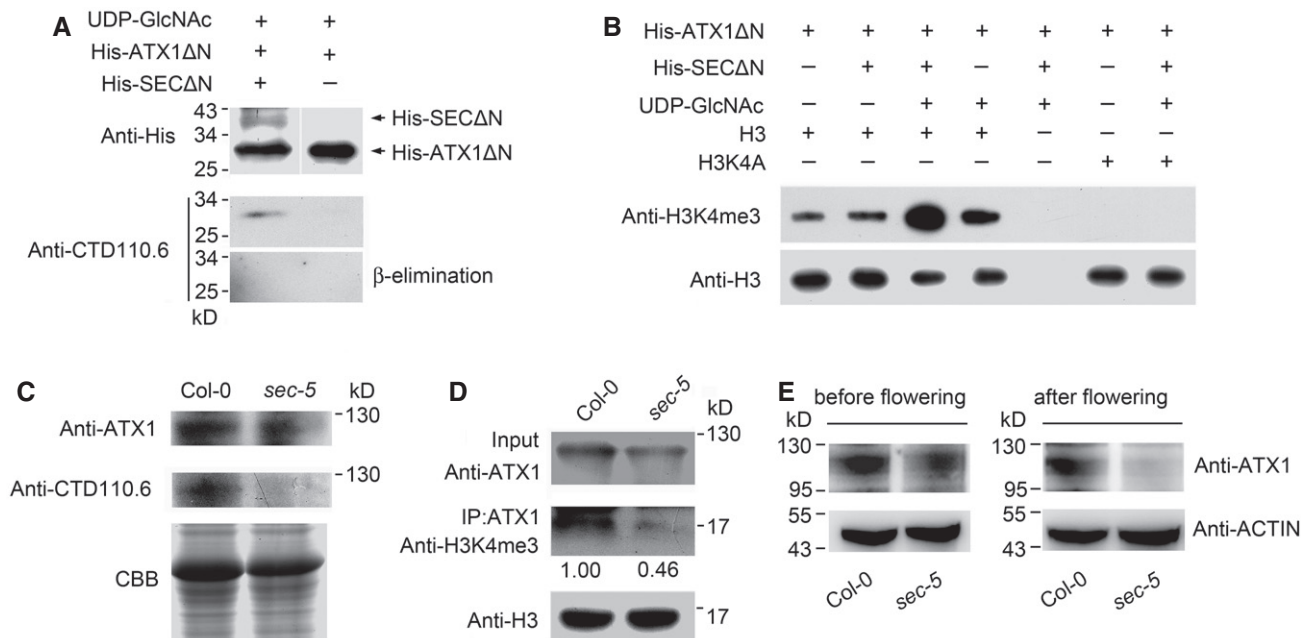 A
UDP-GlcNAc + +
His-ATX1ΔN + +
His-SECΔN + –
Anti-His
43
34
25
His-SECΔN
His-ATX1ΔN
Anti-CTD110.6
34
25
34
25
kD
β-elimination
B
His-ATX1ΔN + + + + + + +
His-SECΔN – + + – + – +
UDP-GlcNAc – – + + + – +
H3 + + + + – – –
H3K4A – – – – – + +
Anti-H3K4me3
Anti-H3
C
Col-0 sec-5 kD
Anti-ATX1 130
Anti-CTD110.6 130
CBB
D
Col-0 sec-5 kD
Input
Anti-ATX1
130
IP:ATX1
Anti-H3K4me3
17
1.00 0.46
Anti-H3 17
E
before flowering
kD
130
95
55
43
Col-0 sec-5
after flowering
kD
130
95
55
43
Col-0 sec-5
Anti-ATX1
Anti-ACTIN